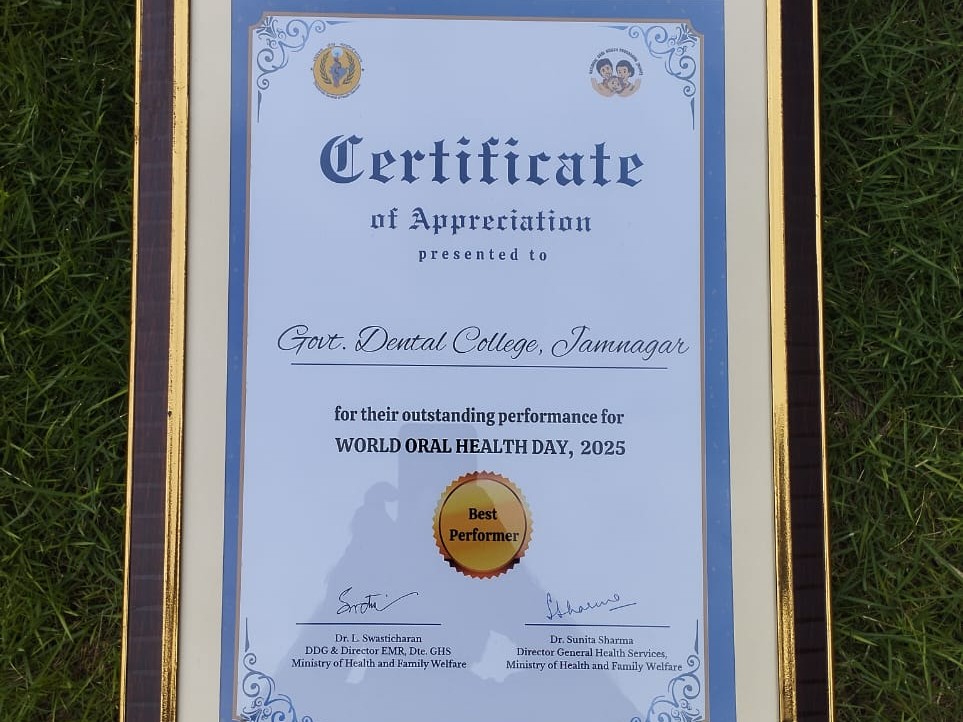 Certificate
of Appreciation
presented to
Govt. Dental College, Jamnagar
for their outstanding performance for
WORLD ORAL HEALTH DAY, 2025
Best
Performer
Dr. L. Swasticharan
DDG & Director EMR, Dte. GHS
Ministry of Health and Family Welfare
Dr. Sunita Sharma
Director General Health Services,
Ministry of Health and Family Welfare